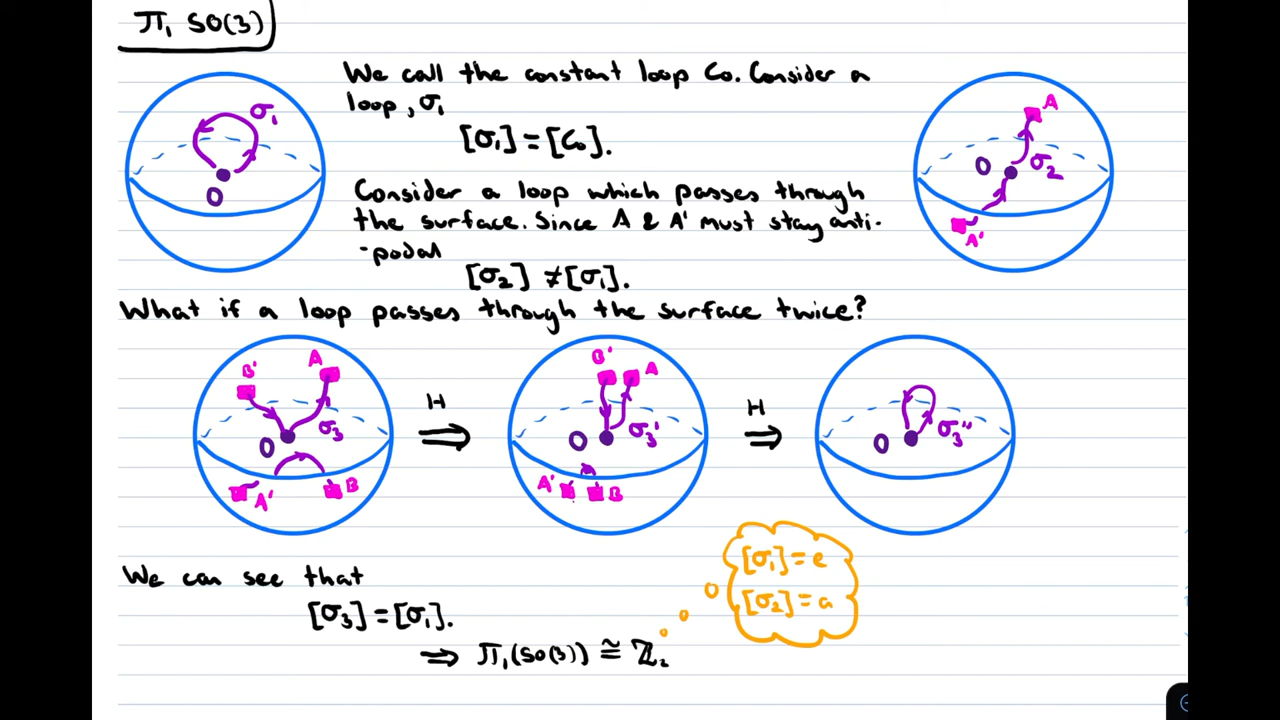 π₁ SO(3)
We call the constant loop C₀. Consider a
loop, σ₁
[σ₁] = [C₀].
Consider a loop which passes through
the surface. Since A & A' must stay anti-
-podal
[σ₂] ≠ [σ₁].
σ₁
O
A
O
σ₂
A'
What if a loop passes through the surface twice?
B'
A
O
σ₃
A'
B
H
⇒
B'
A
O
σ₃'
A'
B
H
⇒
O
σ₃''
We can see that
[σ₃] = [σ₁].
⇒ π₁(SO(3)) ≅ ℤ₂
[σ₁] = e
[σ₂] = a